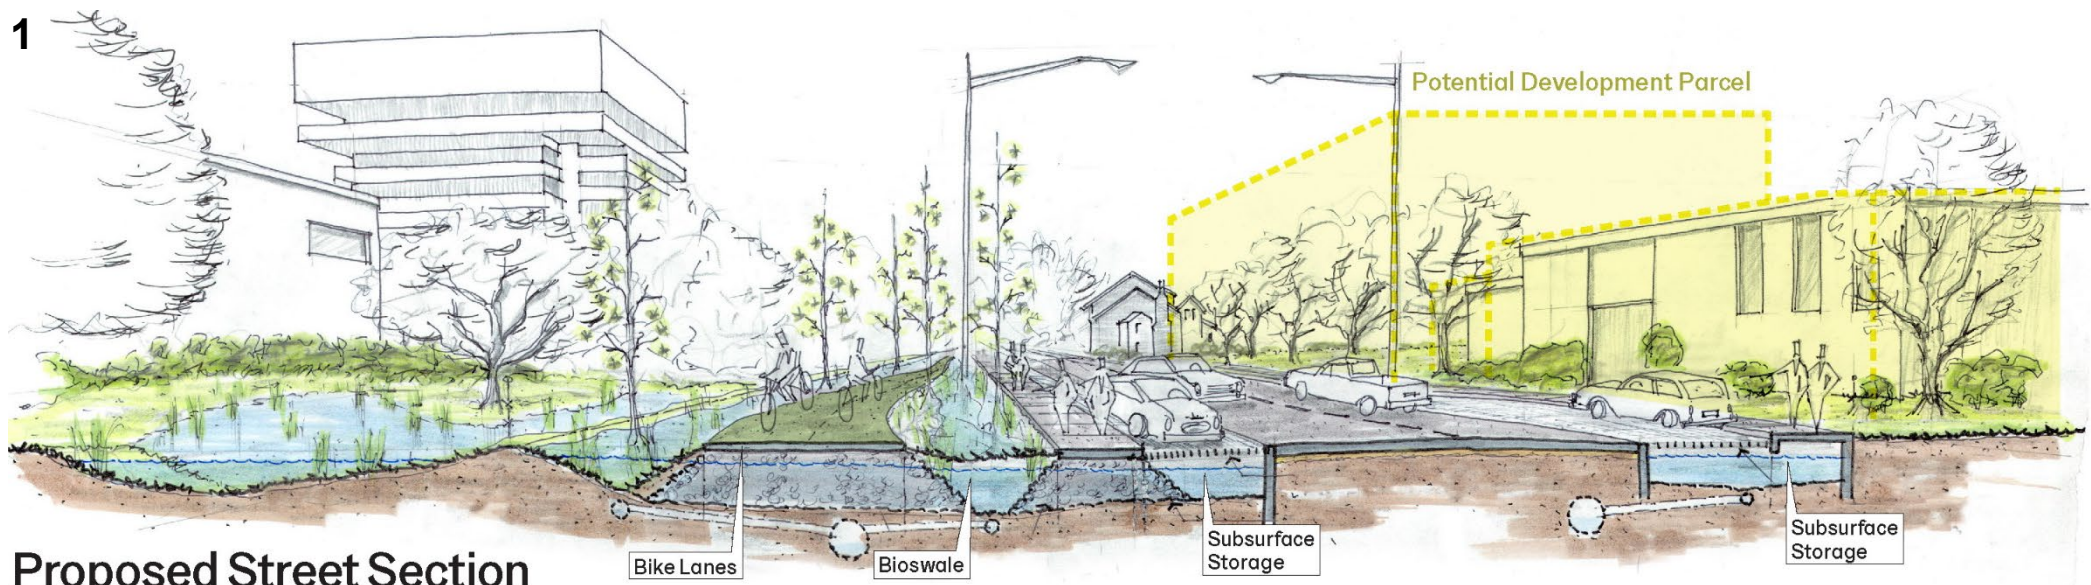 1
Potential Development Parcel
Bike Lanes
Bioswale
Subsurface
Storage
Subsurface
Storage
Proposed Street Section